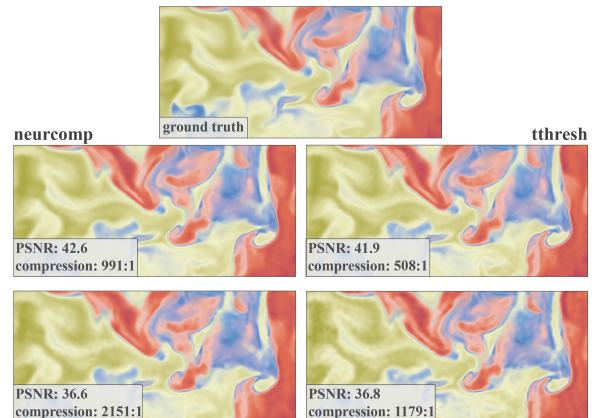 ground truth
neurcomp
tthresh
PSNR: 42.6
compression: 991:1
PSNR: 41.9
compression: 508:1
PSNR: 36.6
compression: 2151:1
PSNR: 36.8
compression: 1179:1